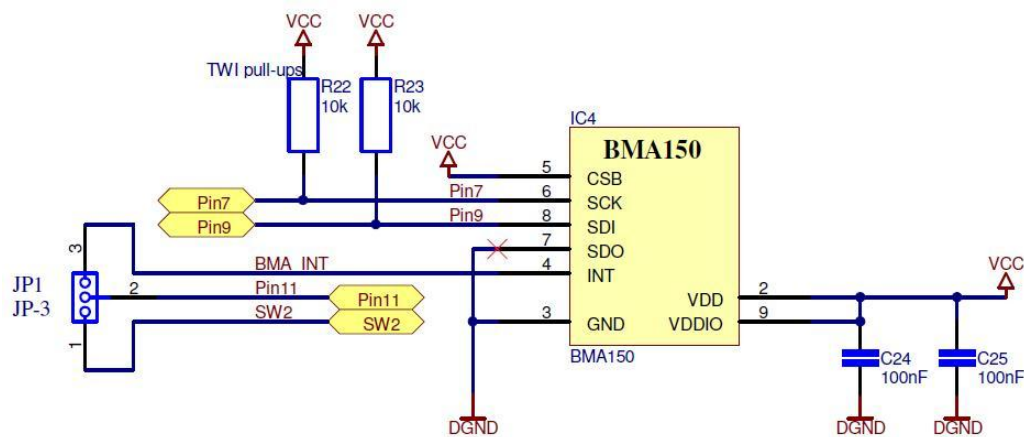 VCC
VCC
TWI pull-ups
R22
10k
R23
10k
IC4
BMA150
VCC
5
CSB
Pin7
Pin7
6
SCK
Pin9
Pin9
8
SDI
7
SDO
3
BMA_INT
4
INT
JP1
JP-3
2
Pin11
Pin11
SW2
SW2
1
3
GND
VDD
2
VCC
VDDIO
9
BMA150
C24
100nF
C25
100nF
DGND
DGND
DGND